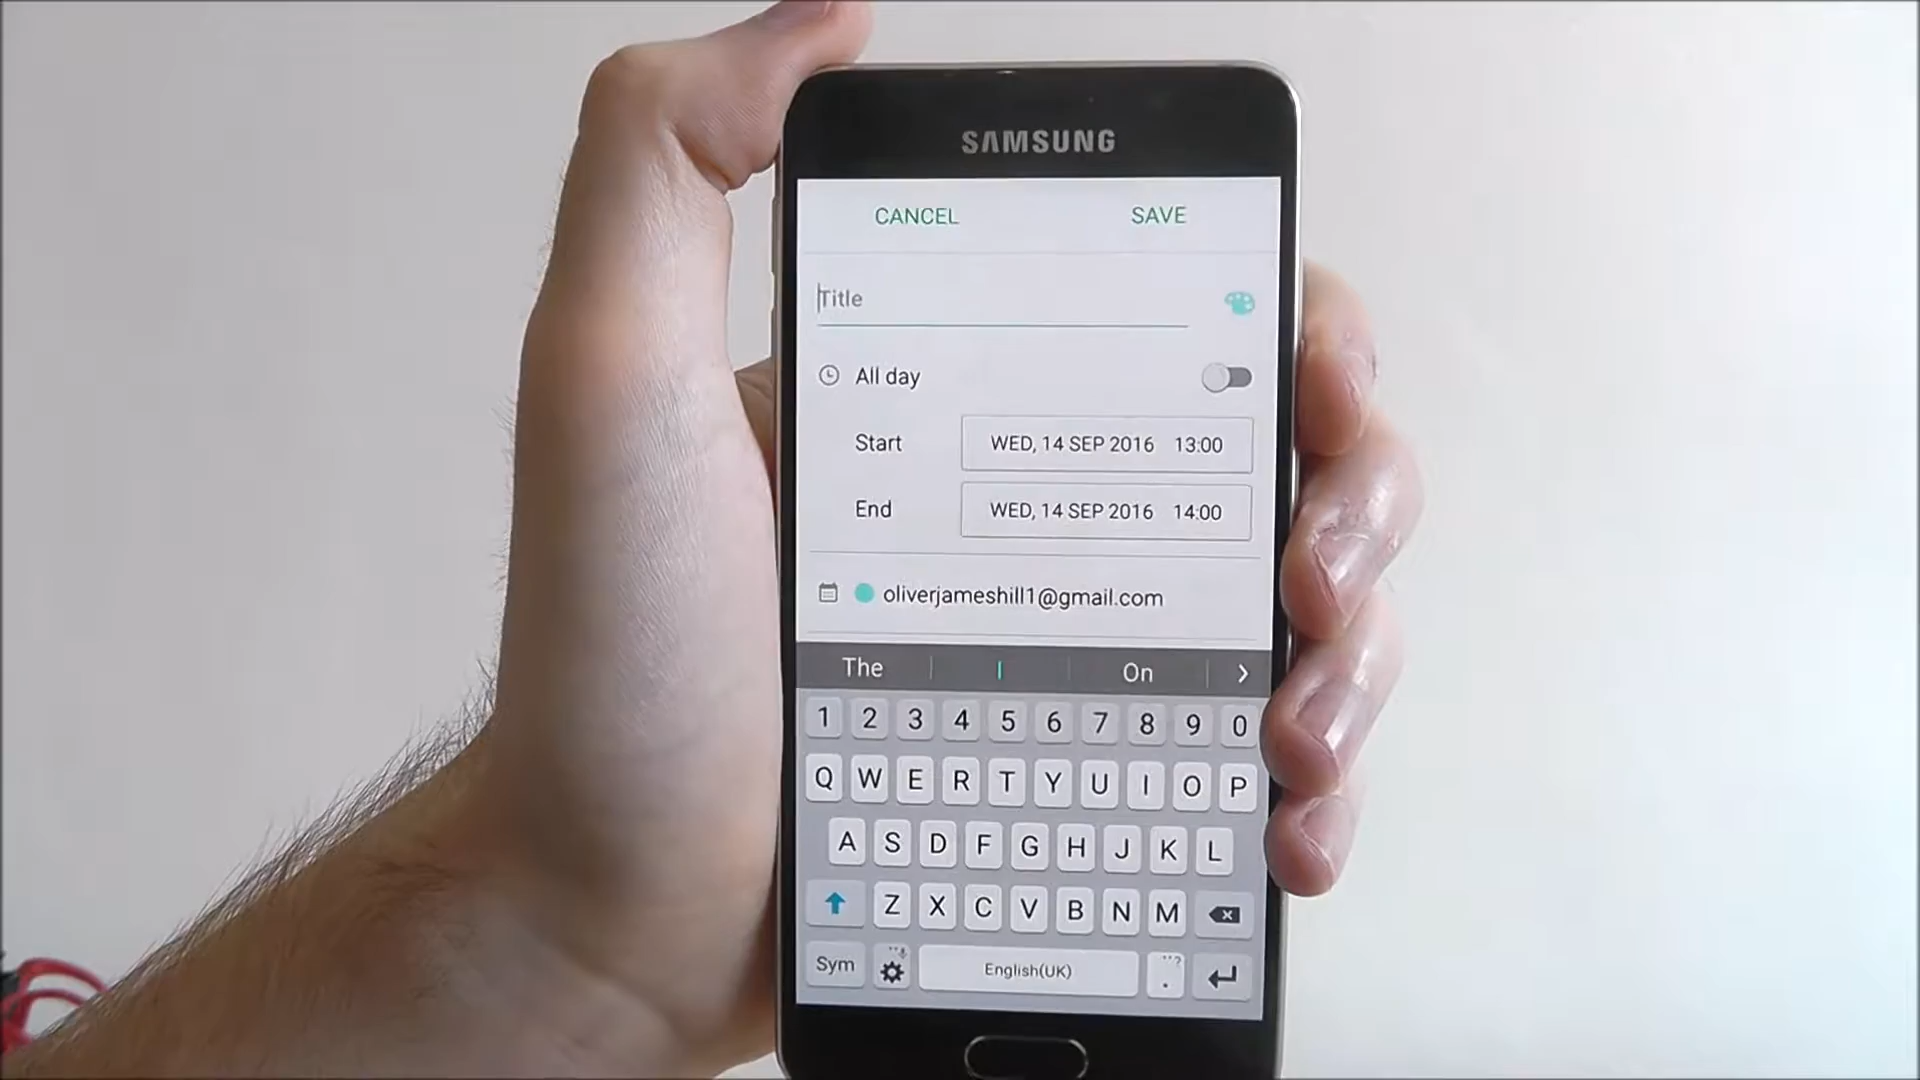 SAMSUNG
CANCEL SAVE
Title
All day
Start WED, 14 SEP 2016 13:00
End WED, 14 SEP 2016 14:00
oliverjameshill1@gmail.com
The I On >
1 2 3 4 5 6 7 8 9 0
Q W E R T Y U I O P
A S D F G H J K L
Z X C V B N M
Sym English(UK) .